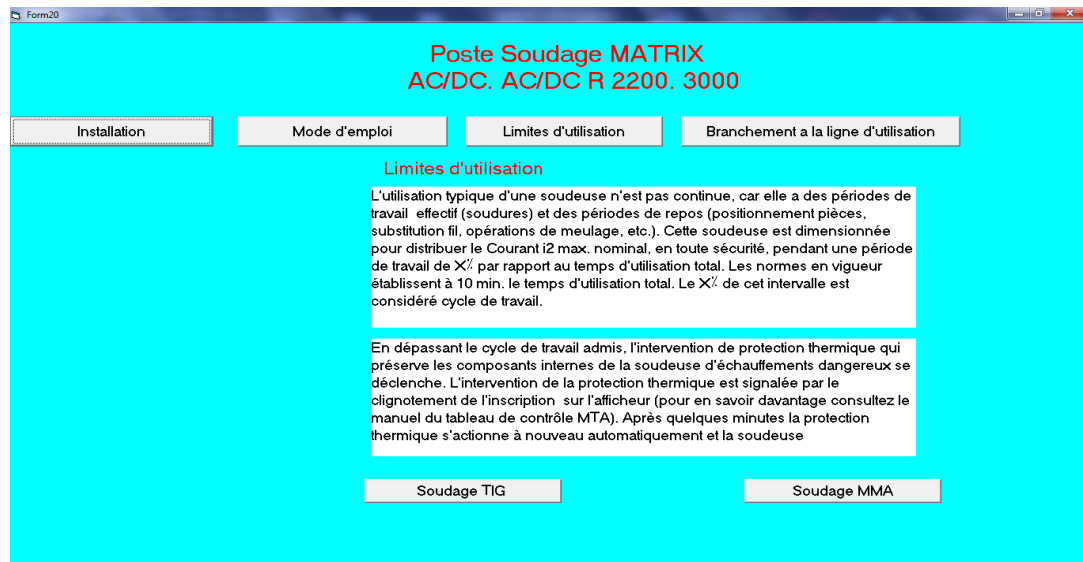 Form20
Poste Soudage MATRIX
AC/DC. AC/DC R 2200. 3000
Installation
Mode d'emploi
Limites d'utilisation
Branchement a la ligne d'utilisation
Limites d'utilisation
L'utilisation typique d'une soudeuse n'est pas continue, car elle a des périodes de
travail effectif (soudures) et des périodes de repos (positionnement pièces,
substitution fil, opérations de meulage, etc.). Cette soudeuse est dimensionnée
pour distribuer le Courant i2 max. nominal, en toute sécurité, pendant une période
de travail de X% par rapport au temps d'utilisation total. Les normes en vigueur
établissent à 10 min. le temps d'utilisation total. Le X% de cet intervalle est
considéré cycle de travail.
En dépassant le cycle de travail admis, l'intervention de protection thermique qui
préserve les composants internes de la soudeuse d'échauffements dangereux se
déclenche. L'intervention de la protection thermique est signalée par le
clignotement de l'inscription sur l'afficheur (pour en savoir davantage consultez le
manuel du tableau de contrôle MTA). Après quelques minutes la protection
thermique s'actionne à nouveau automatiquement et la soudeuse
Soudage TIG
Soudage MMA